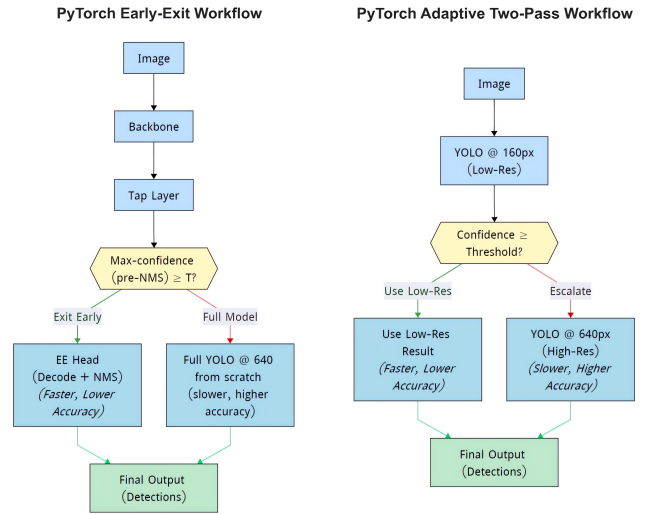 PyTorch Early-Exit Workflow
Image
Backbone
Tap Layer
Max-confidence
(pre-NMS) ≥ T?
Exit Early
Full Model
EE Head
(Decode + NMS)
(Faster, Lower
Accuracy)
Full YOLO @ 640
from scratch
(slower, higher
accuracy)
Final Output
(Detections)
PyTorch Adaptive Two-Pass Workflow
Image
YOLO @ 160px
(Low-Res)
Confidence ≥
Threshold?
Use Low-Res
Escalate
Use Low-Res
Result
(Faster, Lower
Accuracy)
YOLO @ 640px
(High-Res)
(Slower, Higher
Accuracy)
Final Output
(Detections)